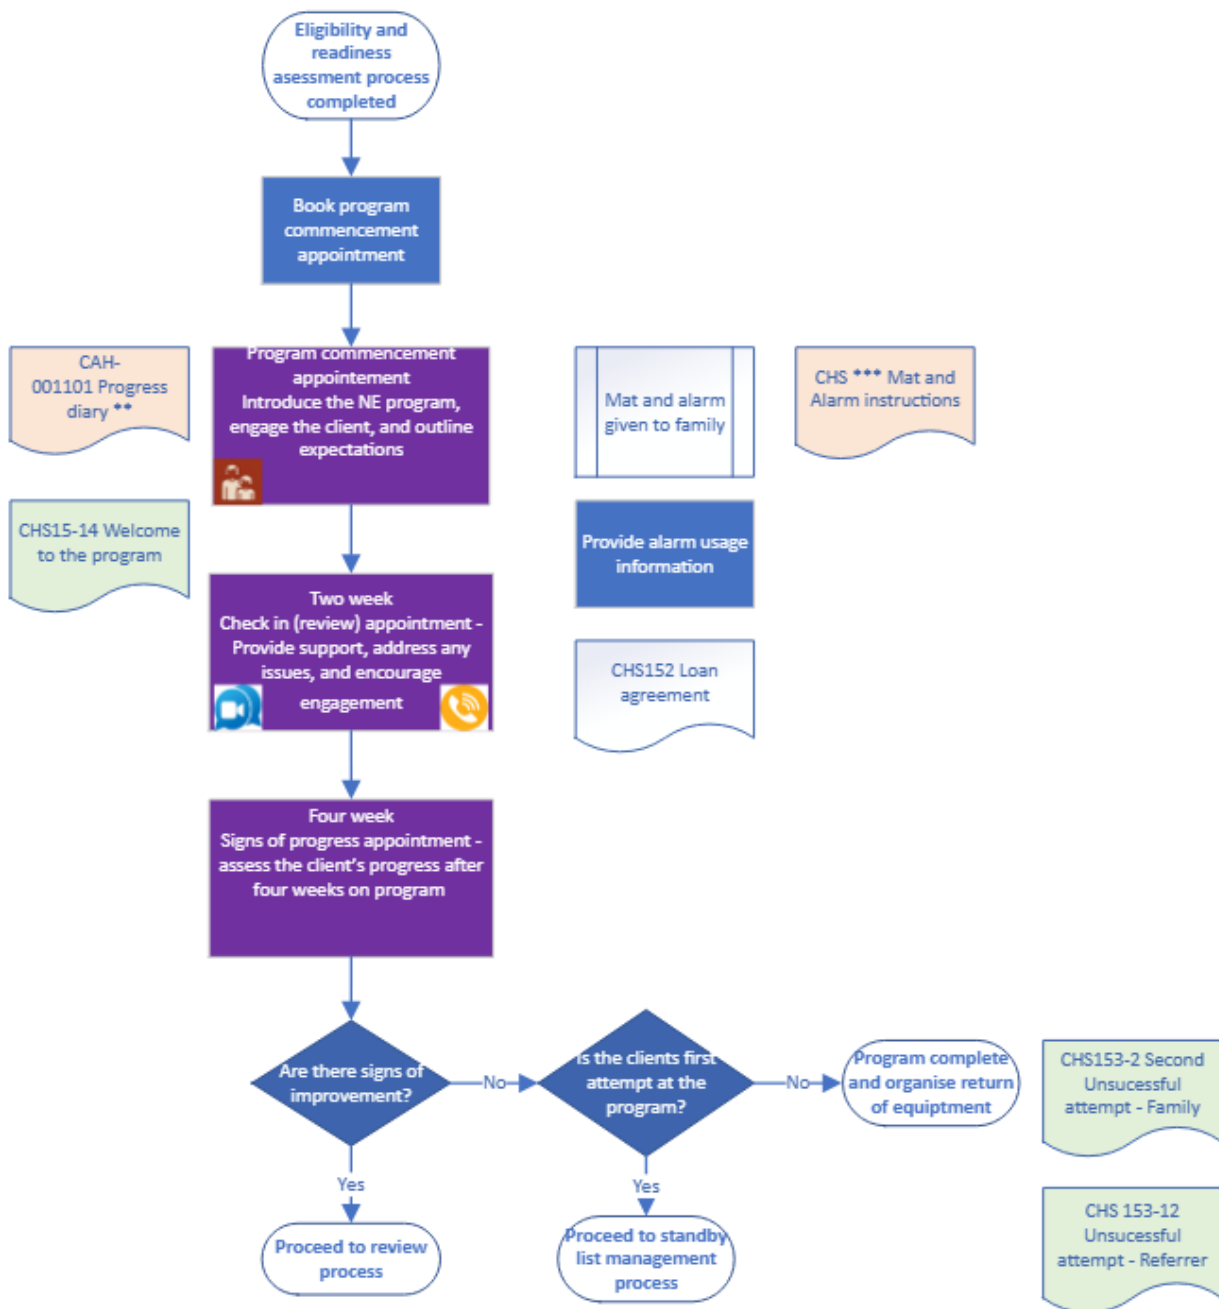 Eligibility and
readiness
asessment process
completed
Book program
commencement
appointment
CAH-
001101 Progress
diary **
Program commencement
appointement
Introduce the NE program,
engage the client, and outline
expectations
Mat and alarm
given to family
CHS *** Mat and
Alarm instructions
CHS15-14 Welcome
to the program
Provide alarm usage
information
Two week
Check in (review) appointment -
Provide support, address any
issues, and encourage
engagement
CHS152 Loan
agreement
Four week
Signs of progress appointment -
assess the client's progress after
four weeks on program
Are there signs of
improvement?
No
Is the clients first
attempt at the
program?
No
Program complete
and organise return
of equiptment
CHS153-2 Second
Unsucessful
attempt - Family
Yes
Yes
Proceed to review
process
Proceed to standby
list management
process
CHS 153-12
Unsucessful
attempt - Referrer